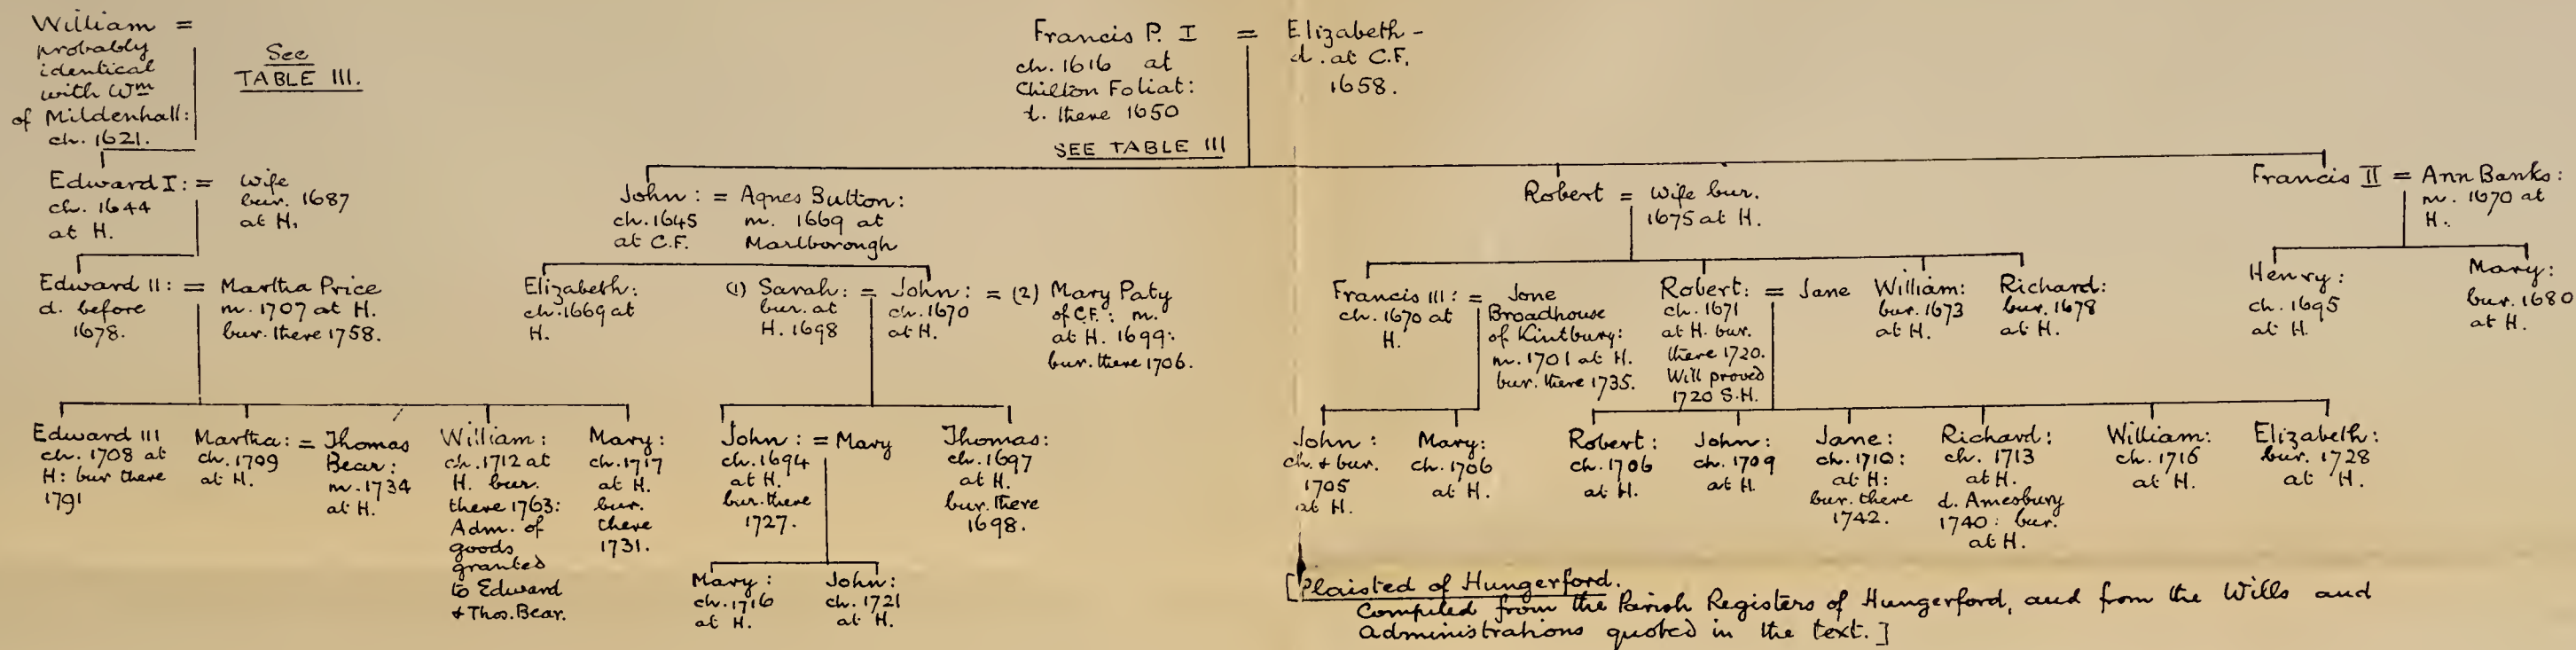 William =
probably
identical
with Wm
of Mildenhall:
ch. 1621.
See
TABLE III.
Francis P. I =
ch. 1616 at
Chilton Foliat:
t. there 1650
SEE TABLE III
Elizabeth -
d. at C.F.
1658.
Edward I: =
ch. 1644
at H.
Wife
bur. 1687
at H.
John: =
ch. 1645
at C.F.
Agnes Button:
m. 1669 at
Marlborough
Robert =
Wife bur.
1675 at H.
Francis II =
Ann Banks:
m. 1670 at
H.
Edward II: =
d. before
1678.
Martha Price
m. 1707 at H.
bur. there 1758.
Elizabeth:
ch. 1669 at
H.
(1) Sarah: =
bur. at
H. 1698
John: =
ch. 1670
at H.
(2) Mary Paty
of C.F.: m.
at H. 1699:
bur. there 1706.
Francis III: =
ch. 1670 at
H.
Jone
Broadhouse
of Kintbury:
m. 1701 at H.
bur. there 1735.
Robert: =
ch. 1671
at H. bur.
there 1720.
Will proved
1720 S.H.
Jane
William:
bur. 1673
at H.
Richard:
bur. 1678
at H.
Henry:
ch. 1695
at H.
Mary:
bur. 1680
at H.
Edward III
ch. 1708 at
H: bur there
1791
Martha: =
ch. 1709
at H.
Thomas
Bear:
m. 1734
at H.
William:
ch. 1712 at
H. bur.
there 1763:
Adm. of
goods
granted
to Edward
& Thos. Bear.
Mary:
ch. 1717
at H.
bur.
there
1731.
John: =
ch. 1694
at H.
bur. there
1727.
Mary
Thomas:
ch. 1697
at H.
bur. there
1698.
John:
ch. & bur.
1705
at H.
Mary:
ch. 1706
at H.
Robert:
ch. 1706
at H.
John:
ch. 1709
at H.
Jane:
ch. 1710:
at H:
bur. there
1742.
Richard:
ch. 1713
at H.
d. Amesbury
1740: bur.
at H.
William:
ch. 1716
at H.
Elizabeth:
bur. 1728
at H.
Mary:
ch. 1716
at H.
John:
ch. 1721
at H.
[Plaisted of Hungerford.
Compiled from the Parish Registers of Hungerford, and from the Wills and
administrations quoted in the text.]